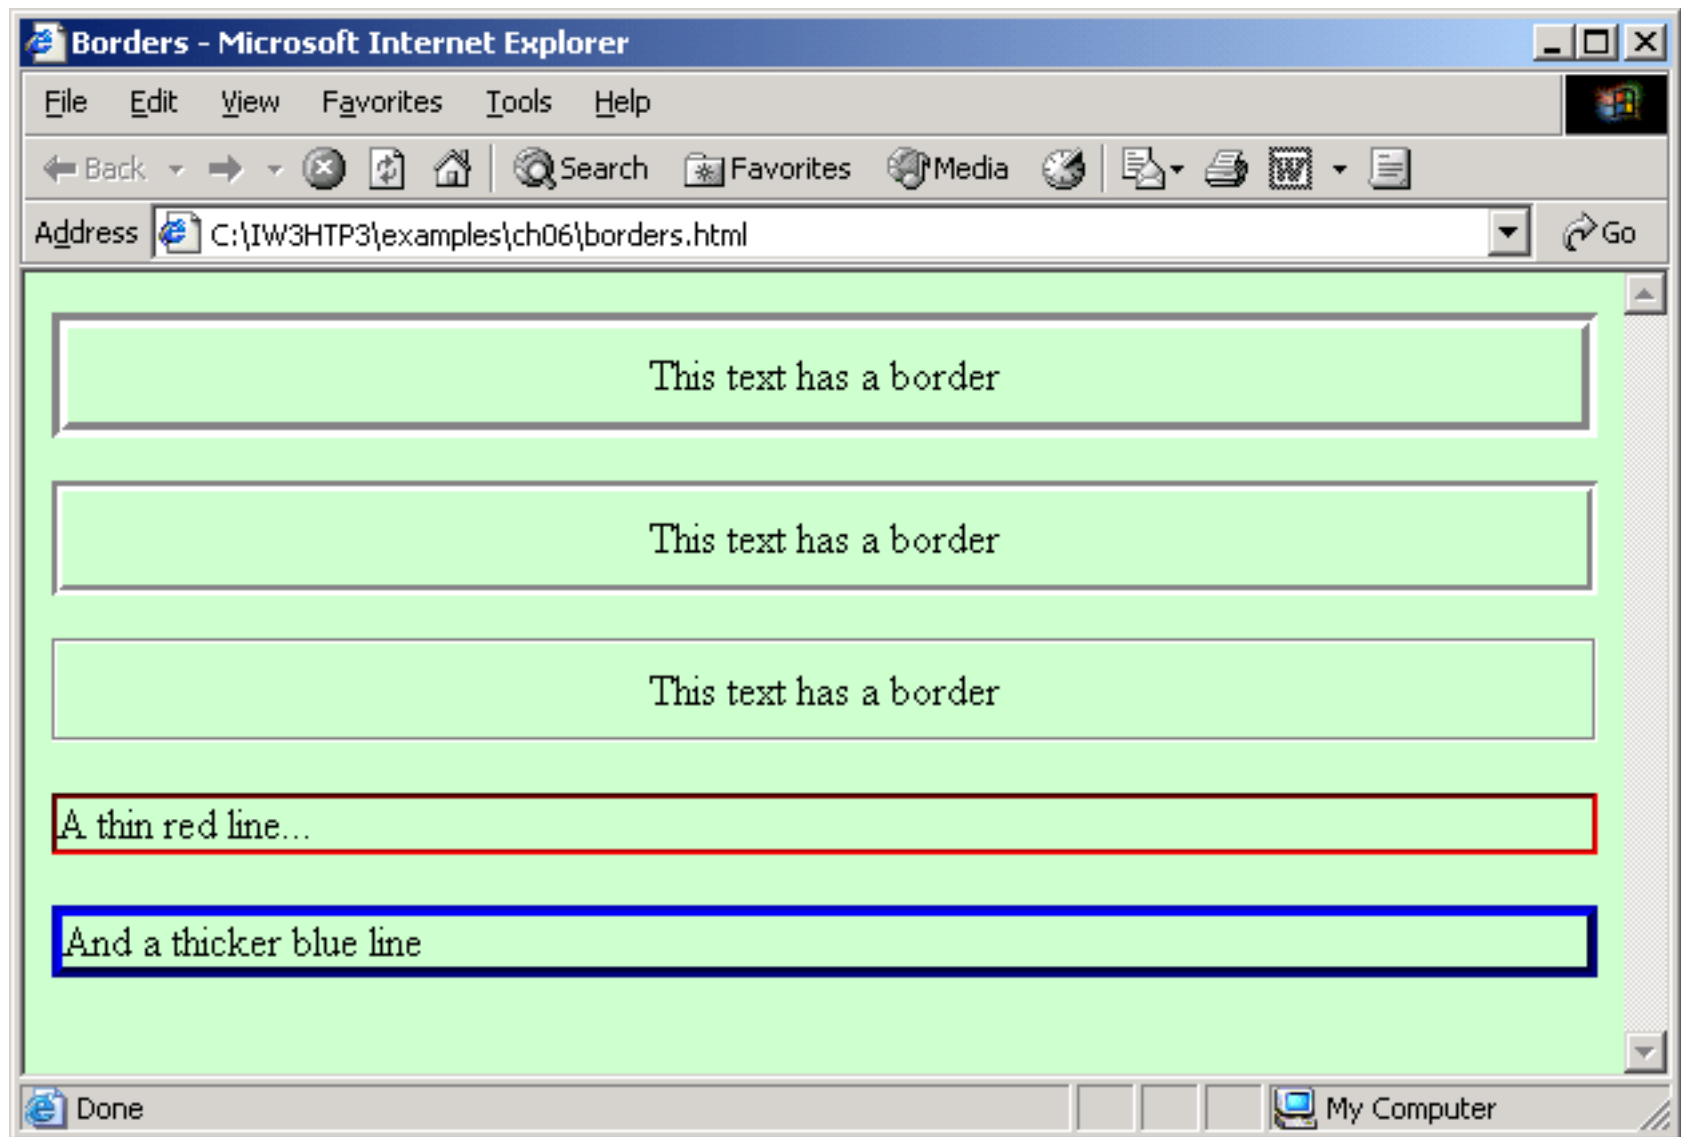 Borders - Microsoft Internet Explorer
File Edit View Favorites Tools Help
Back Search Favorites Media
Address C:\IW3HTP3\examples\ch06\borders.html Go
This text has a border
This text has a border
This text has a border
A thin red line...
And a thicker blue line
Done My Computer